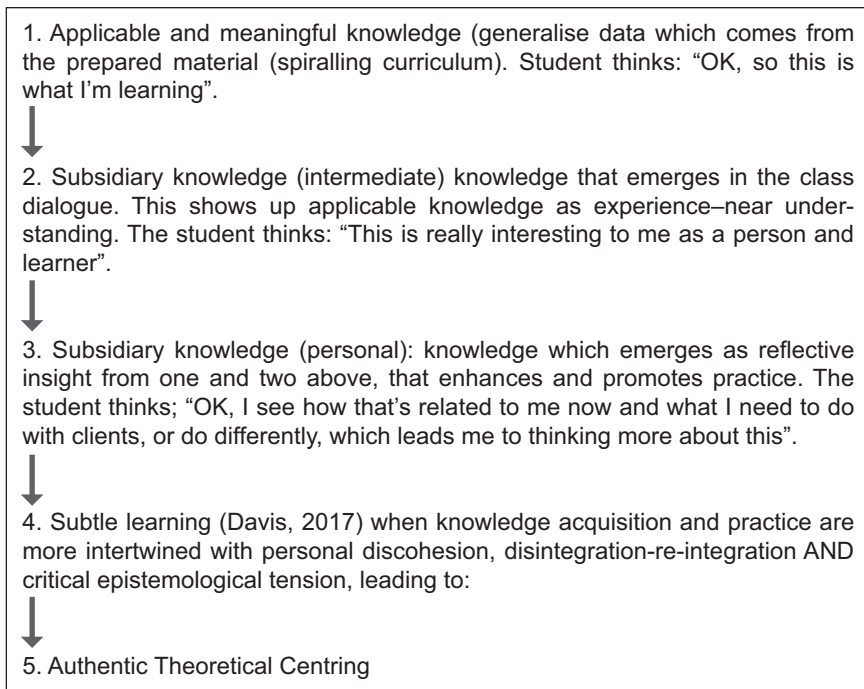 1. Applicable and meaningful knowledge (generalise data which comes from
the prepared material (spiralling curriculum). Student thinks: “OK, so this is
what I’m learning”.
2. Subsidiary knowledge (intermediate) knowledge that emerges in the class
dialogue. This shows up applicable knowledge as experience–near under-
standing. The student thinks: “This is really interesting to me as a person and
learner”.
3. Subsidiary knowledge (personal): knowledge which emerges as reflective
insight from one and two above, that enhances and promotes practice. The
student thinks; “OK, I see how that’s related to me now and what I need to do
with clients, or do differently, which leads me to thinking more about this”.
4. Subtle learning (Davis, 2017) when knowledge acquisition and practice are
more intertwined with personal discohesion, disintegration-re-integration AND
critical epistemological tension, leading to:
5. Authentic Theoretical Centring